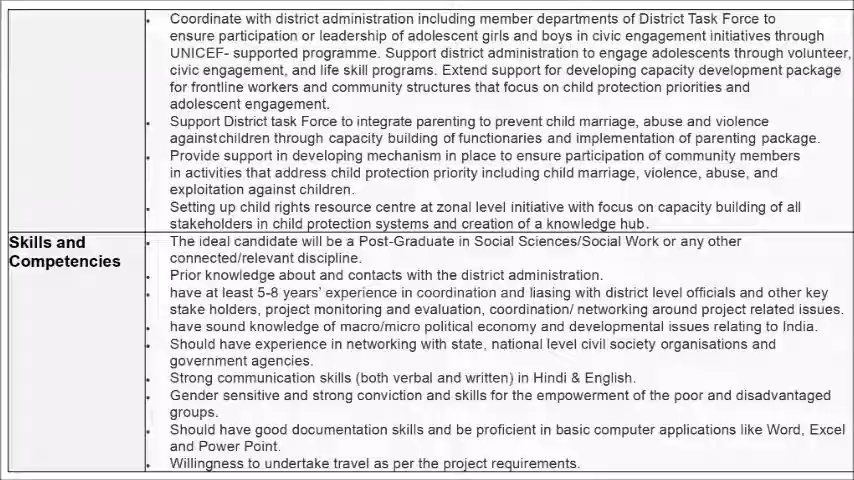 Coordinate with district administration including member departments of District Task Force to
ensure participation or leadership of adolescent girls and boys in civic engagement initiatives through
UNICEF- supported programme. Support district administration to engage adolescents through volunteer,
civic engagement, and life skill programs. Extend support for developing capacity development package
for frontline workers and community structures that focus on child protection priorities and
adolescent engagement.
Support District task Force to integrate parenting to prevent child marriage, abuse and violence
againstchildren through capacity building of functionaries and implementation of parenting package.
Provide support in developing mechanism in place to ensure participation of community members
in activities that address child protection priority including child marriage, violence, abuse, and
exploitation against children.
Setting up child rights resource centre at zonal level initiative with focus on capacity building of all
stakeholders in child protection systems and creation of a knowledge hub.
Skills and
Competencies
The ideal candidate will be a Post-Graduate in Social Sciences/Social Work or any other
connected/relevant discipline.
Prior knowledge about and contacts with the district administration.
have at least 5-8 years' experience in coordination and liasing with district level officials and other key
stake holders, project monitoring and evaluation, coordination/ networking around project related issues.
have sound knowledge of macro/micro political economy and developmental issues relating to India.
Should have experience in networking with state, national level civil society organisations and
government agencies.
Strong communication skills (both verbal and written) in Hindi & English.
Gender sensitive and strong conviction and skills for the empowerment of the poor and disadvantaged
groups.
Should have good documentation skills and be proficient in basic computer applications like Word, Excel
and Power Point.
Willingness to undertake travel as per the project requirements.